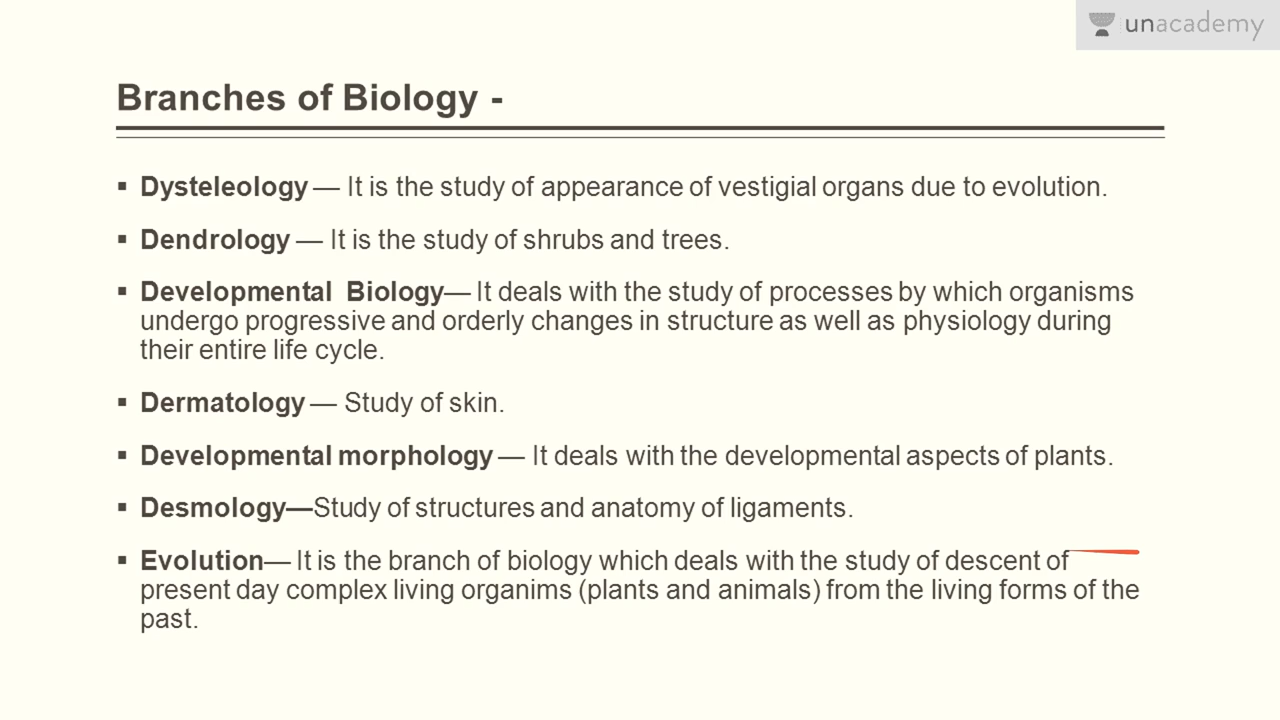 unacademy
Branches of Biology -
▪ Dysteleology — It is the study of appearance of vestigial organs due to evolution.
▪ Dendrology — It is the study of shrubs and trees.
▪ Developmental Biology— It deals with the study of processes by which organisms
undergo progressive and orderly changes in structure as well as physiology during
their entire life cycle.
▪ Dermatology — Study of skin.
▪ Developmental morphology — It deals with the developmental aspects of plants.
▪ Desmology—Study of structures and anatomy of ligaments.
▪ Evolution— It is the branch of biology which deals with the study of descent of
present day complex living organims (plants and animals) from the living forms of the
past.